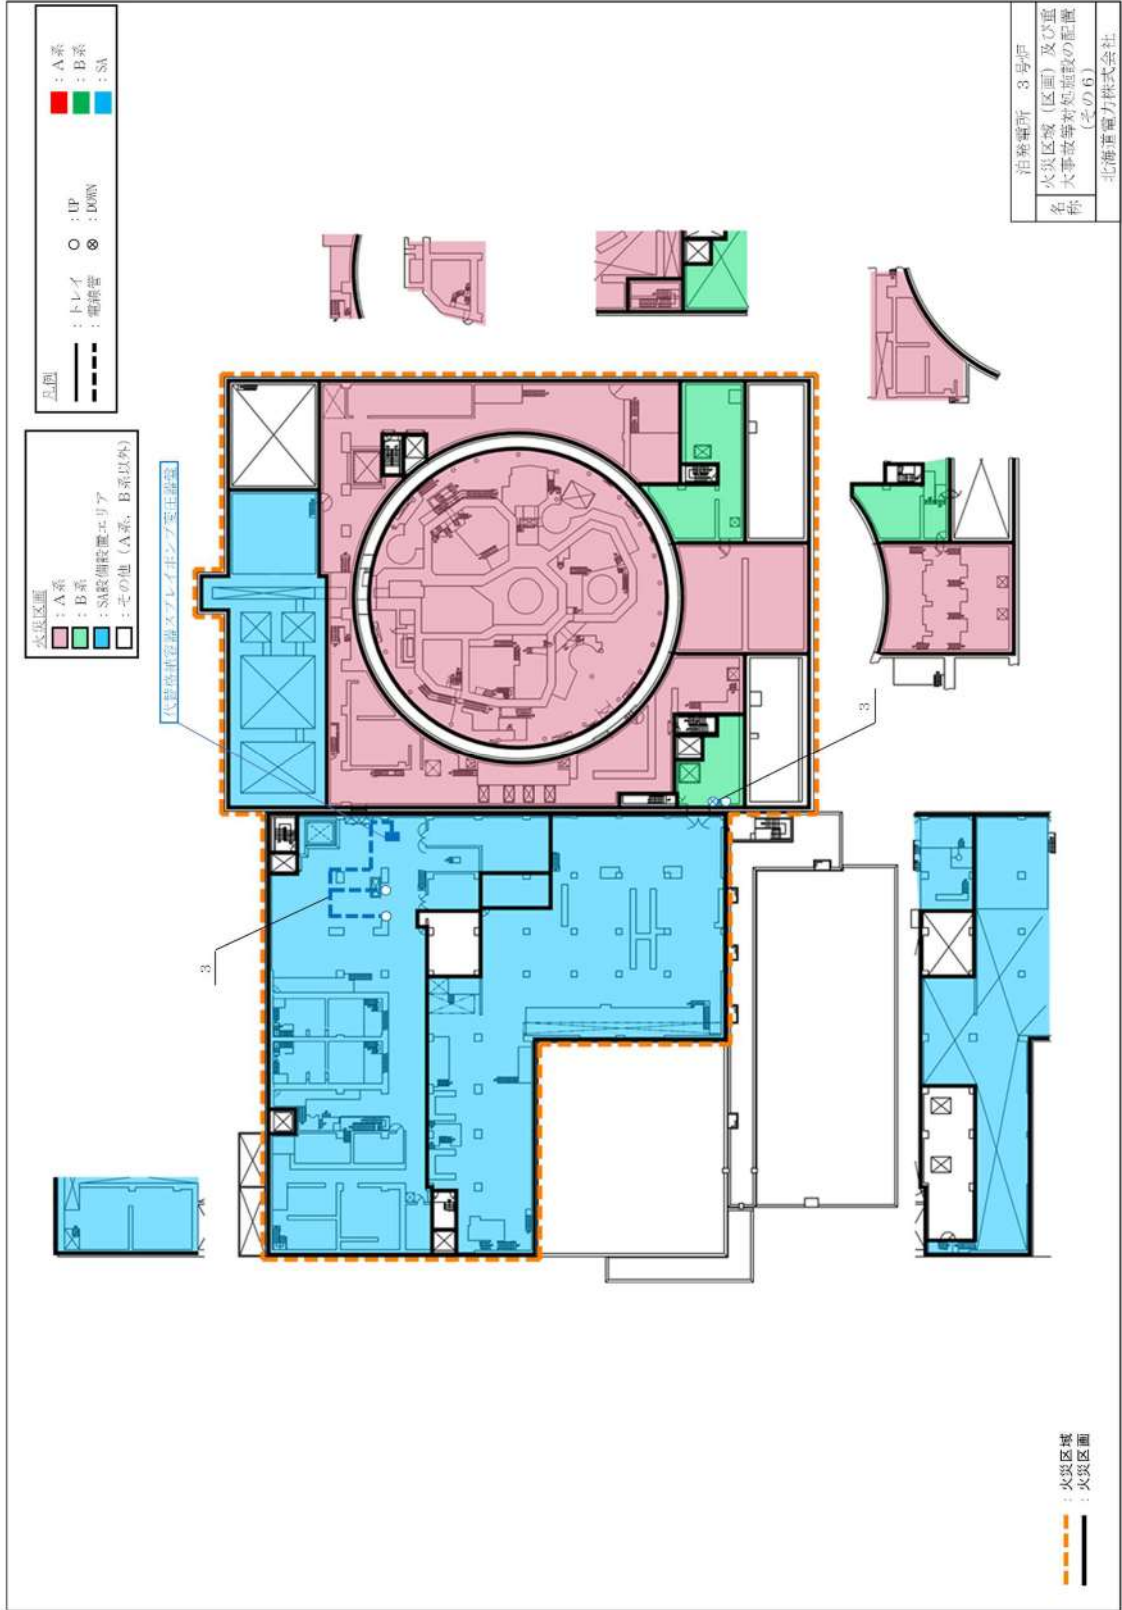 凡例
：トレイ ○：UP ：A系
：電線管 ⊗：DOWN ：B系
：SA
火災区画
：A系
：B系
：SA設備設置エリア
：その他（A系，B系以外）
代替格納容器スプレイポンプ変圧器盤
3
3
：火災区域
：火災区画
泊発電所 3号炉
名称
火災区域（区画）及び重
大事故等対処施設の配置
（その6）
北海道電力株式会社